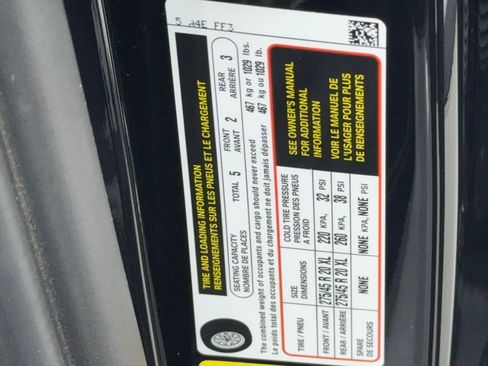 TIRE AND LOADING INFORMATION
RENSEIGNEMENTS SUR LES PNEUS ET LE CHARGEMENT
SEATING CAPACITY TOTAL 5 FRONT 2 REAR 3
NOMBRE DE PLACES AVANT ARRIÈRE
The combined weight of occupants and cargo should never exceed 467 kg or 1029 lbs.
Le poids total des occupants et du chargement ne doit jamais dépasser 467 kg ou 1029 lb.
TIRE / PNEU SIZE COLD TIRE PRESSURE
DIMENSIONS PRESSION DES PNEUS
A FROID
FRONT / AVANT 275/45 R 20 XL 220 KPA, 32 PSI
REAR / ARRIÈRE 275/45 R 20 XL 260 KPA, 38 PSI
SPARE NONE NONE KPA, NONE PSI
DE SECOURS
SEE OWNER'S MANUAL
FOR ADDITIONAL
INFORMATION
VOIR LE MANUEL DE
L'USAGER POUR PLUS
DE RENSEIGNEMENTS
FF3